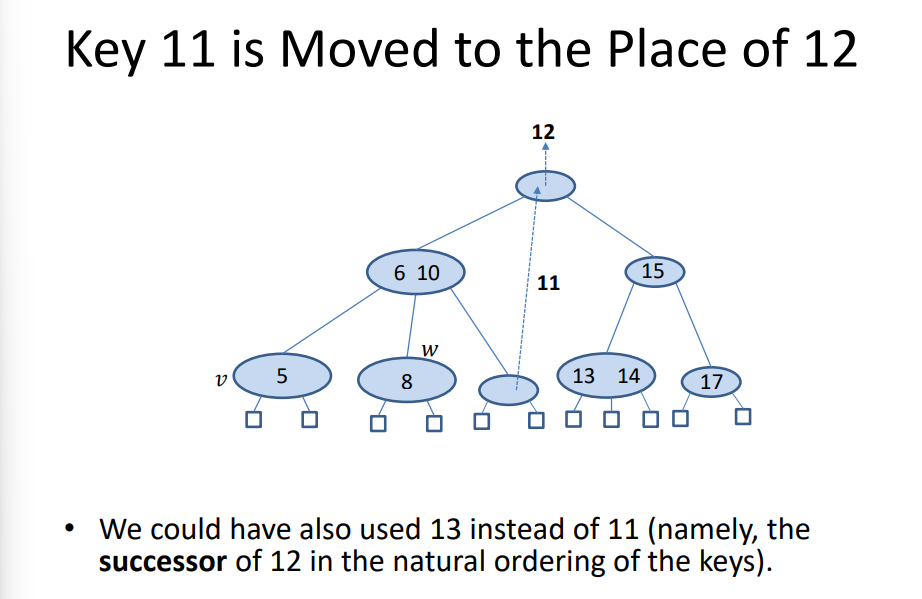 Key 11 is Moved to the Place of 12
12
6 10
15
11
w
v
5
8
13 14
17
• We could have also used 13 instead of 11 (namely, the
successor of 12 in the natural ordering of the keys).